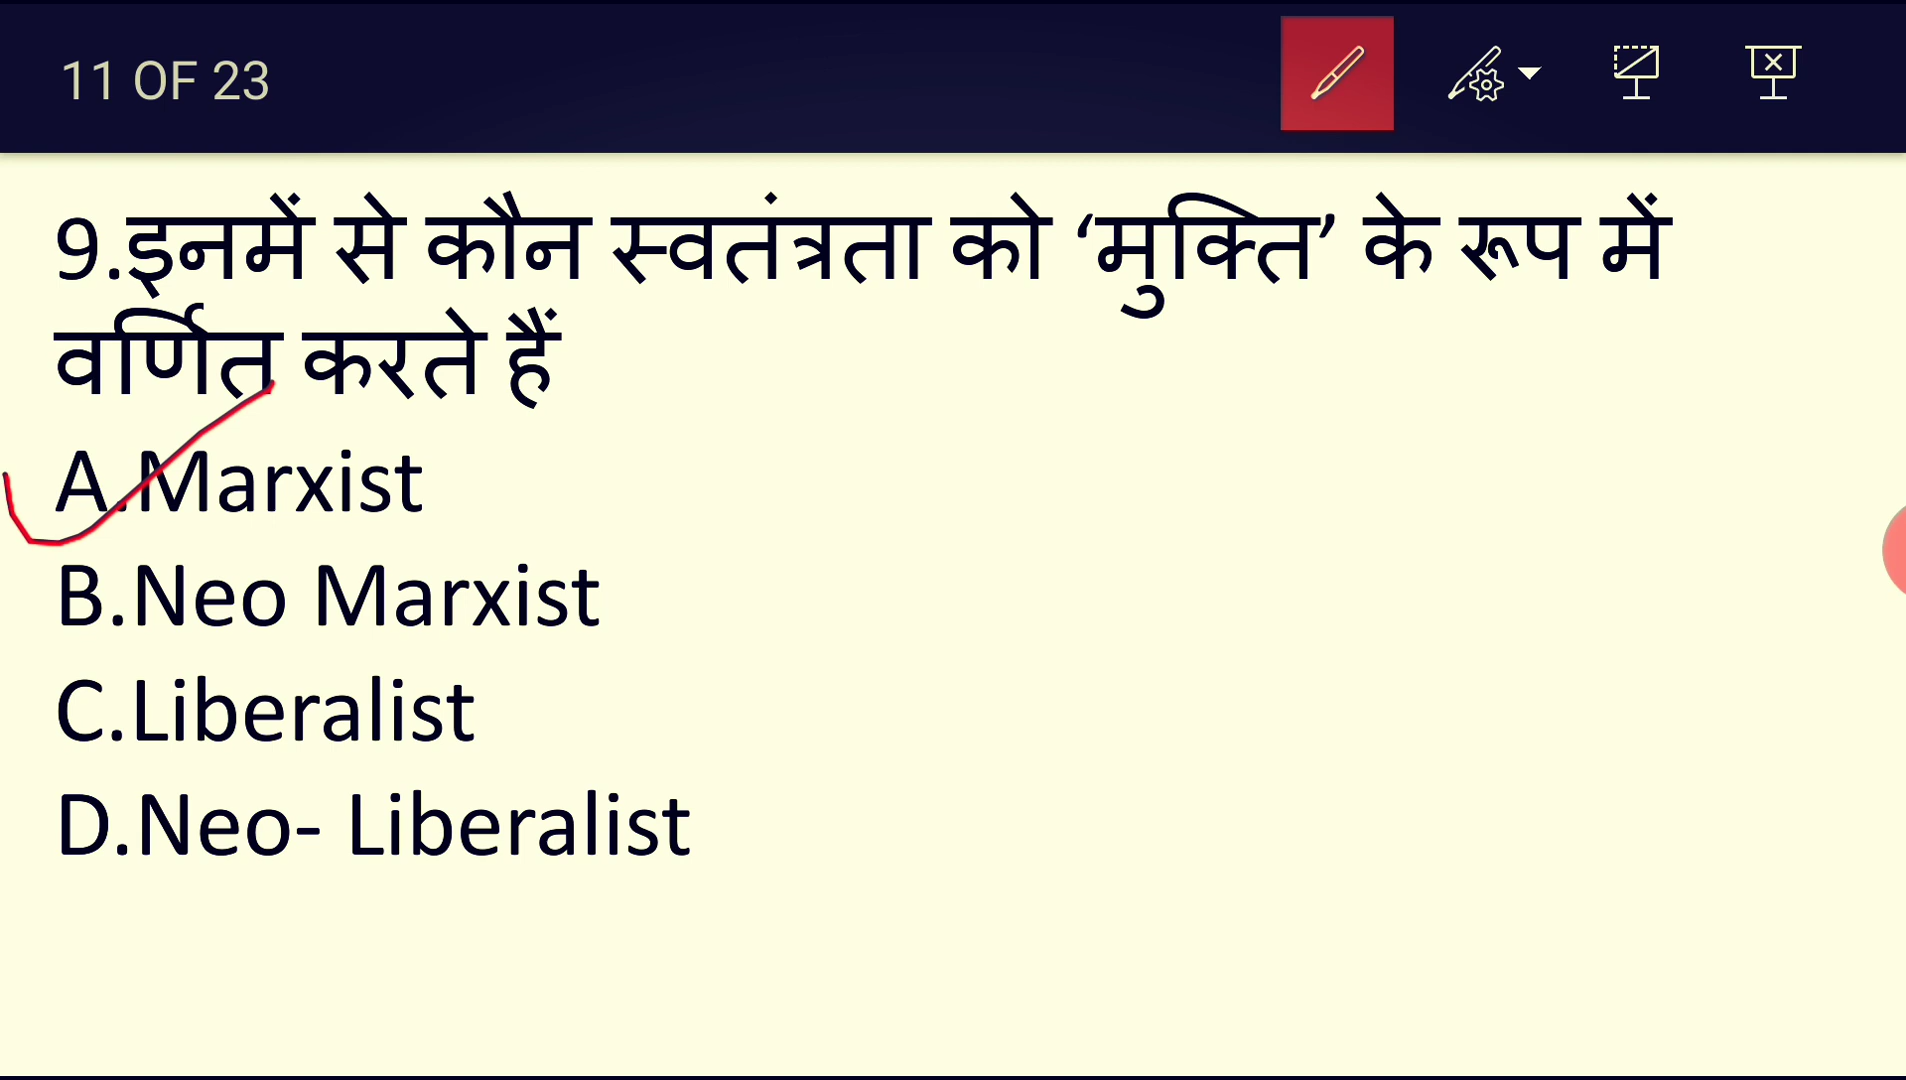 11 OF 23
9.इनमें से कौन स्वतंत्रता को ‘मुक्ति’ के रूप में
वर्णित करते हैं
A.Marxist
B.Neo Marxist
C.Liberalist
D.Neo- Liberalist